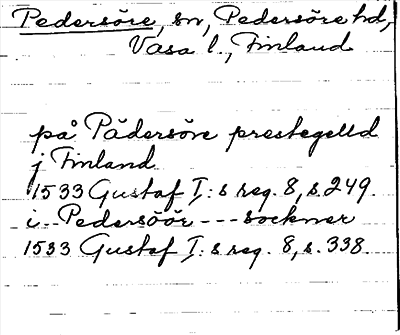 Pedersöre, sn, Pedersöre hd,
Vasa l., Finland
på Pädersöre prestegelld
j Finland
1533 Gustaf I:s reg. 8, s. 249.
i - - Pedersöör - - - sockner
1533 Gustaf I:s reg. 8, s. 338.